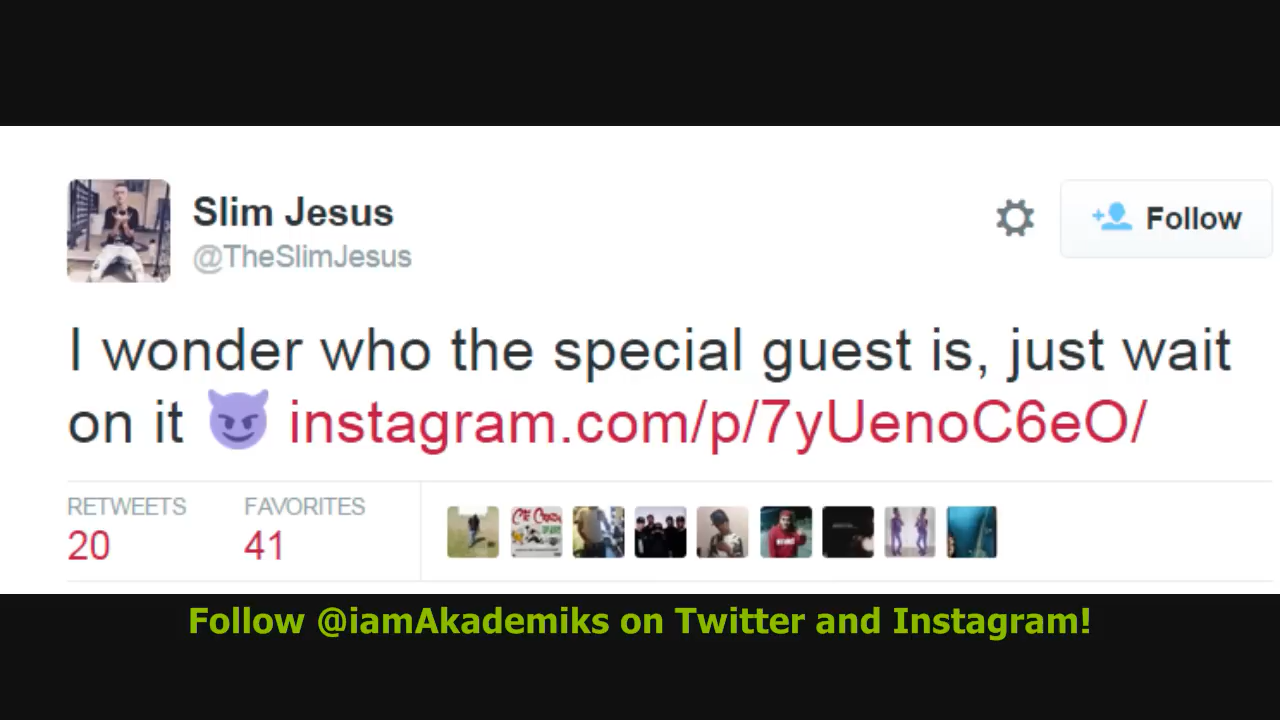 Slim Jesus
@TheSlimJesus
Follow
I wonder who the special guest is, just wait
on it 😈 instagram.com/p/7yUenoC6eO/
RETWEETS FAVORITES
20 41
Follow @iamAkademiks on Twitter and Instagram!